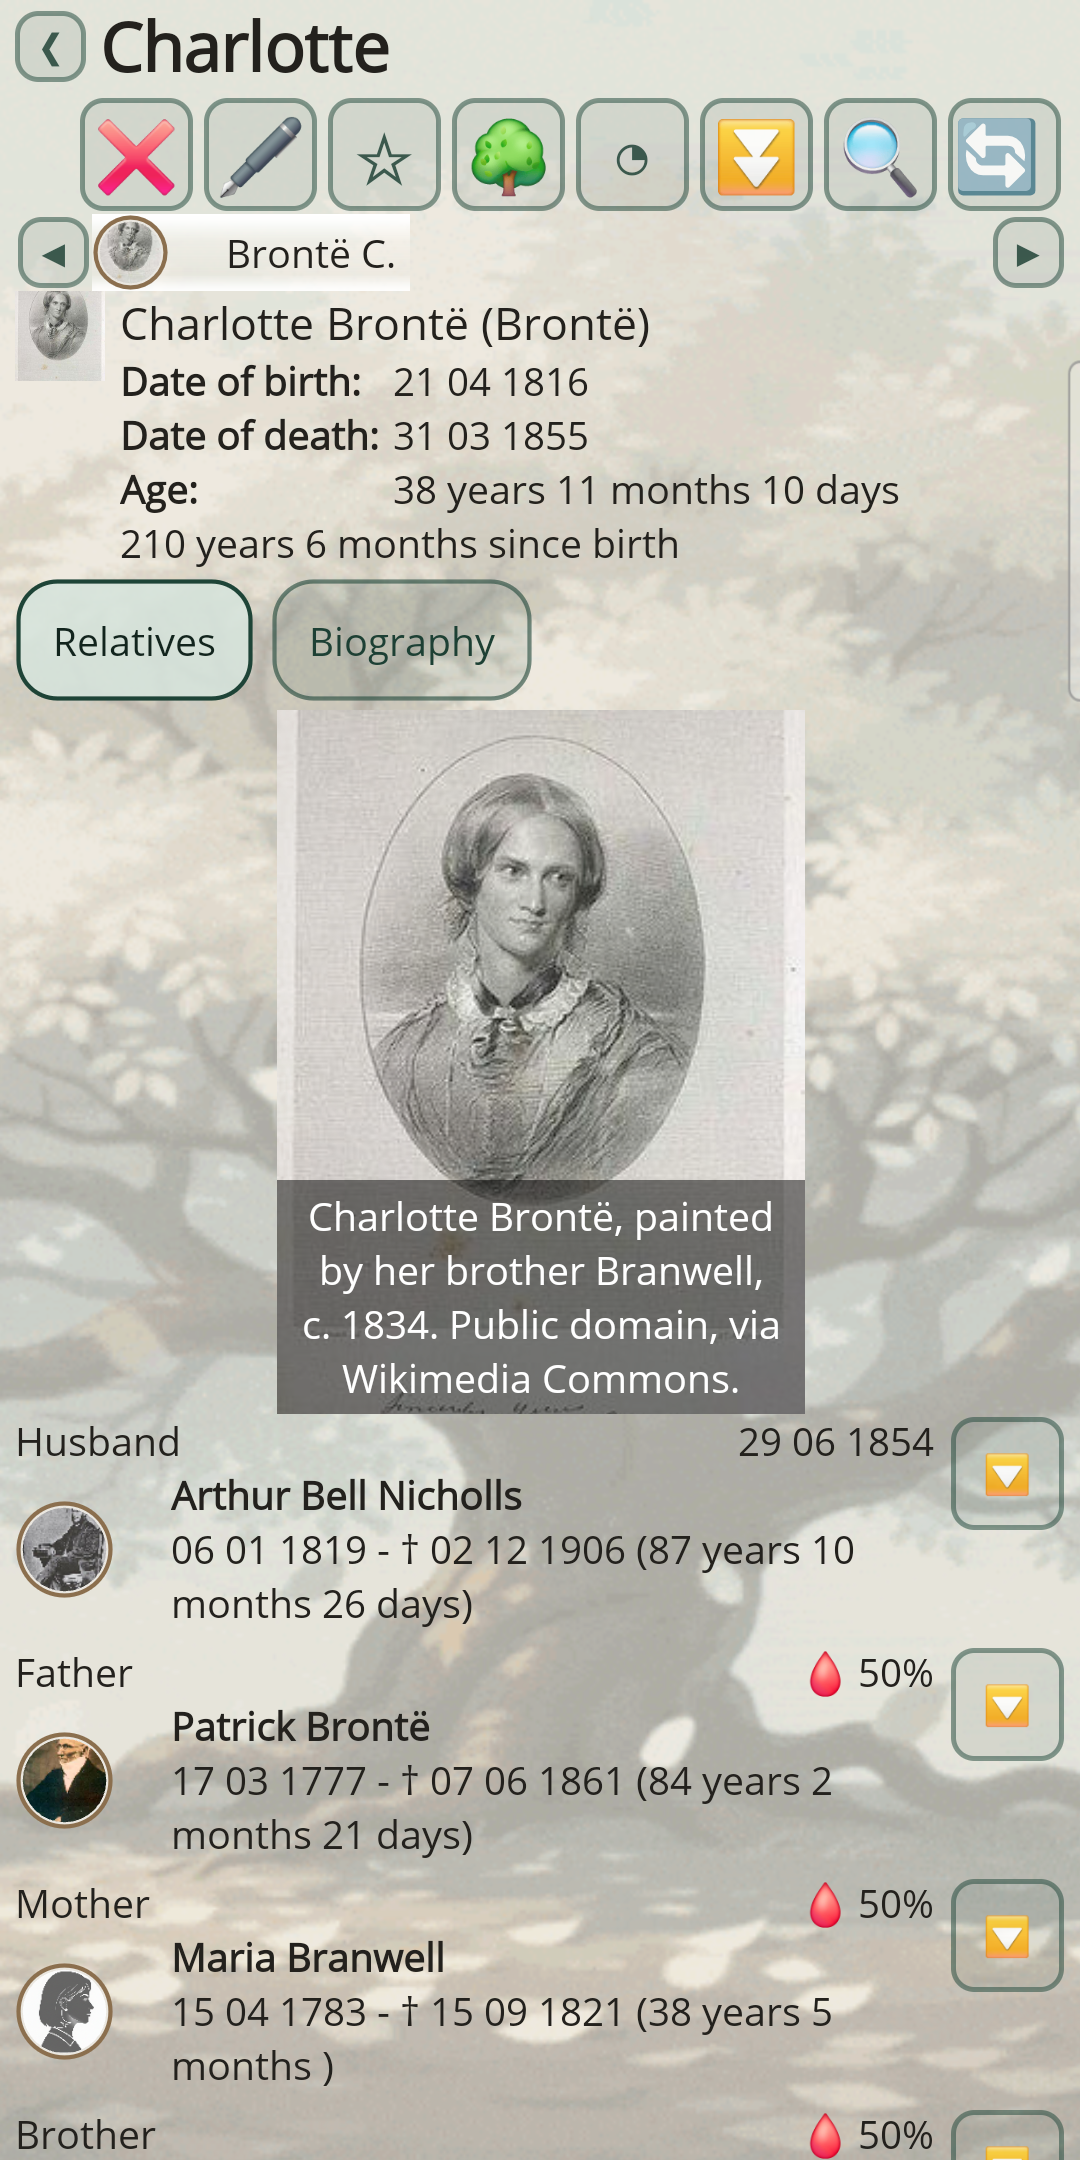 Charlotte
Brontë C.
Charlotte Brontë (Brontë)
Date of birth: 21 04 1816
Date of death: 31 03 1855
Age: 38 years 11 months 10 days
210 years 6 months since birth
Relatives
Biography
Charlotte Brontë, painted
by her brother Branwell,
c. 1834. Public domain, via
Wikimedia Commons.
Husband 29 06 1854
Arthur Bell Nicholls
06 01 1819 - † 02 12 1906 (87 years 10
months 26 days)
Father 50%
Patrick Brontë
17 03 1777 - † 07 06 1861 (84 years 2
months 21 days)
Mother 50%
Maria Branwell
15 04 1783 - † 15 09 1821 (38 years 5
months )
Brother 50%